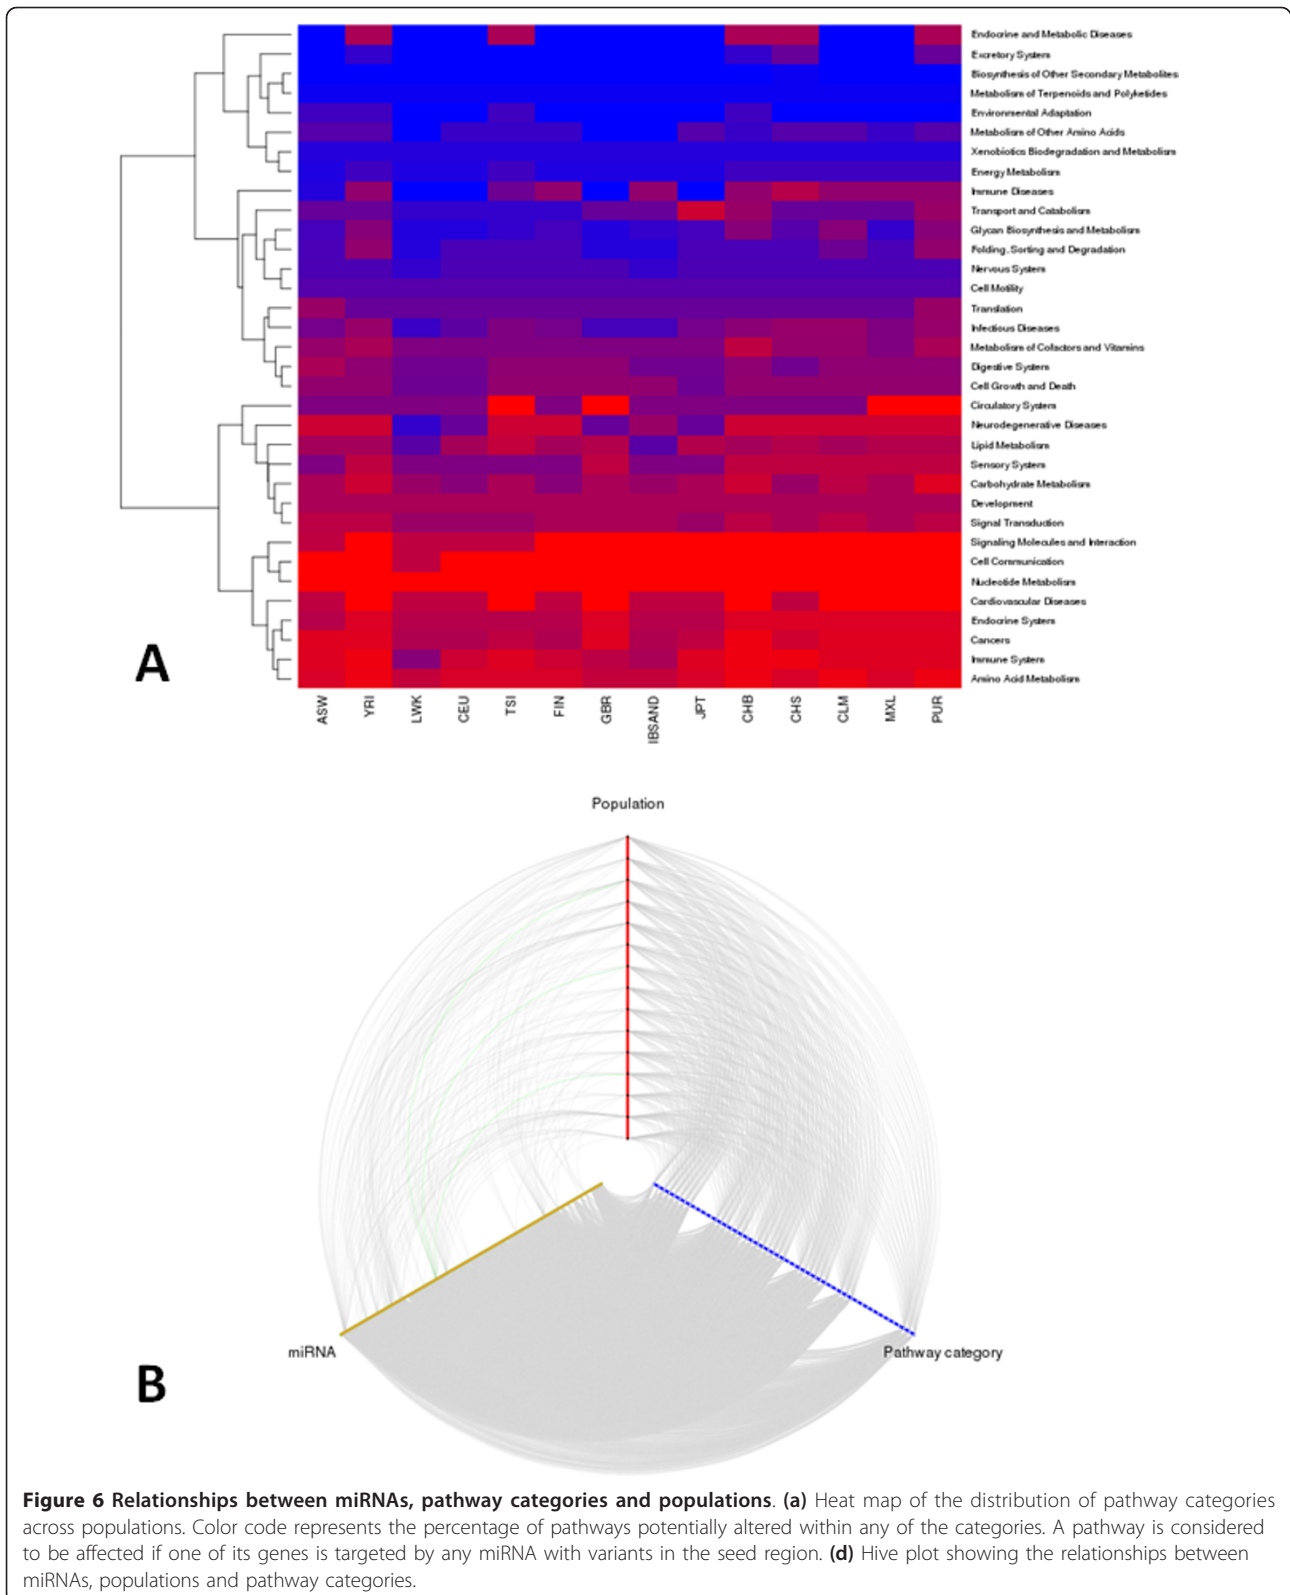 Endocrine and Metabolic Diseases
Excretory System
Biosynthesis of Other Secondary Metabolites
Metabolism of Terpenoids and Polyketides
Environmental Adaptation
Metabolism of Other Amino Acids
Xenobiotics Biodegradation and Metabolism
Energy Metabolism
Immune Diseases
Transport and Catabolism
Glycan Biosynthesis and Metabolism
Folding, Sorting and Degradation
Nervous System
Cell Motility
Translation
Infectious Diseases
Metabolism of Cofactors and Vitamins
Digestive System
Cell Growth and Death
Circulatory System
Neurodegenerative Diseases
Lipid Metabolism
Sensory System
Carbohydrate Metabolism
Development
Signal Transduction
Signaling Molecules and Interaction
Cell Communication
Nucleotide Metabolism
Cardiovascular Diseases
Endocrine System
Cancers
Immune System
Amino Acid Metabolism
A
ASW YRI LWK CEU TSI FIN GBR IBSAND JPT CHB CHS CLM MXL PUR
Population
miRNA
Pathway category
B
Figure 6 Relationships between miRNAs, pathway categories and populations. (a) Heat map of the distribution of pathway categories
across populations. Color code represents the percentage of pathways potentially altered within any of the categories. A pathway is considered
to be affected if one of its genes is targeted by any miRNA with variants in the seed region. (d) Hive plot showing the relationships between
miRNAs, populations and pathway categories.